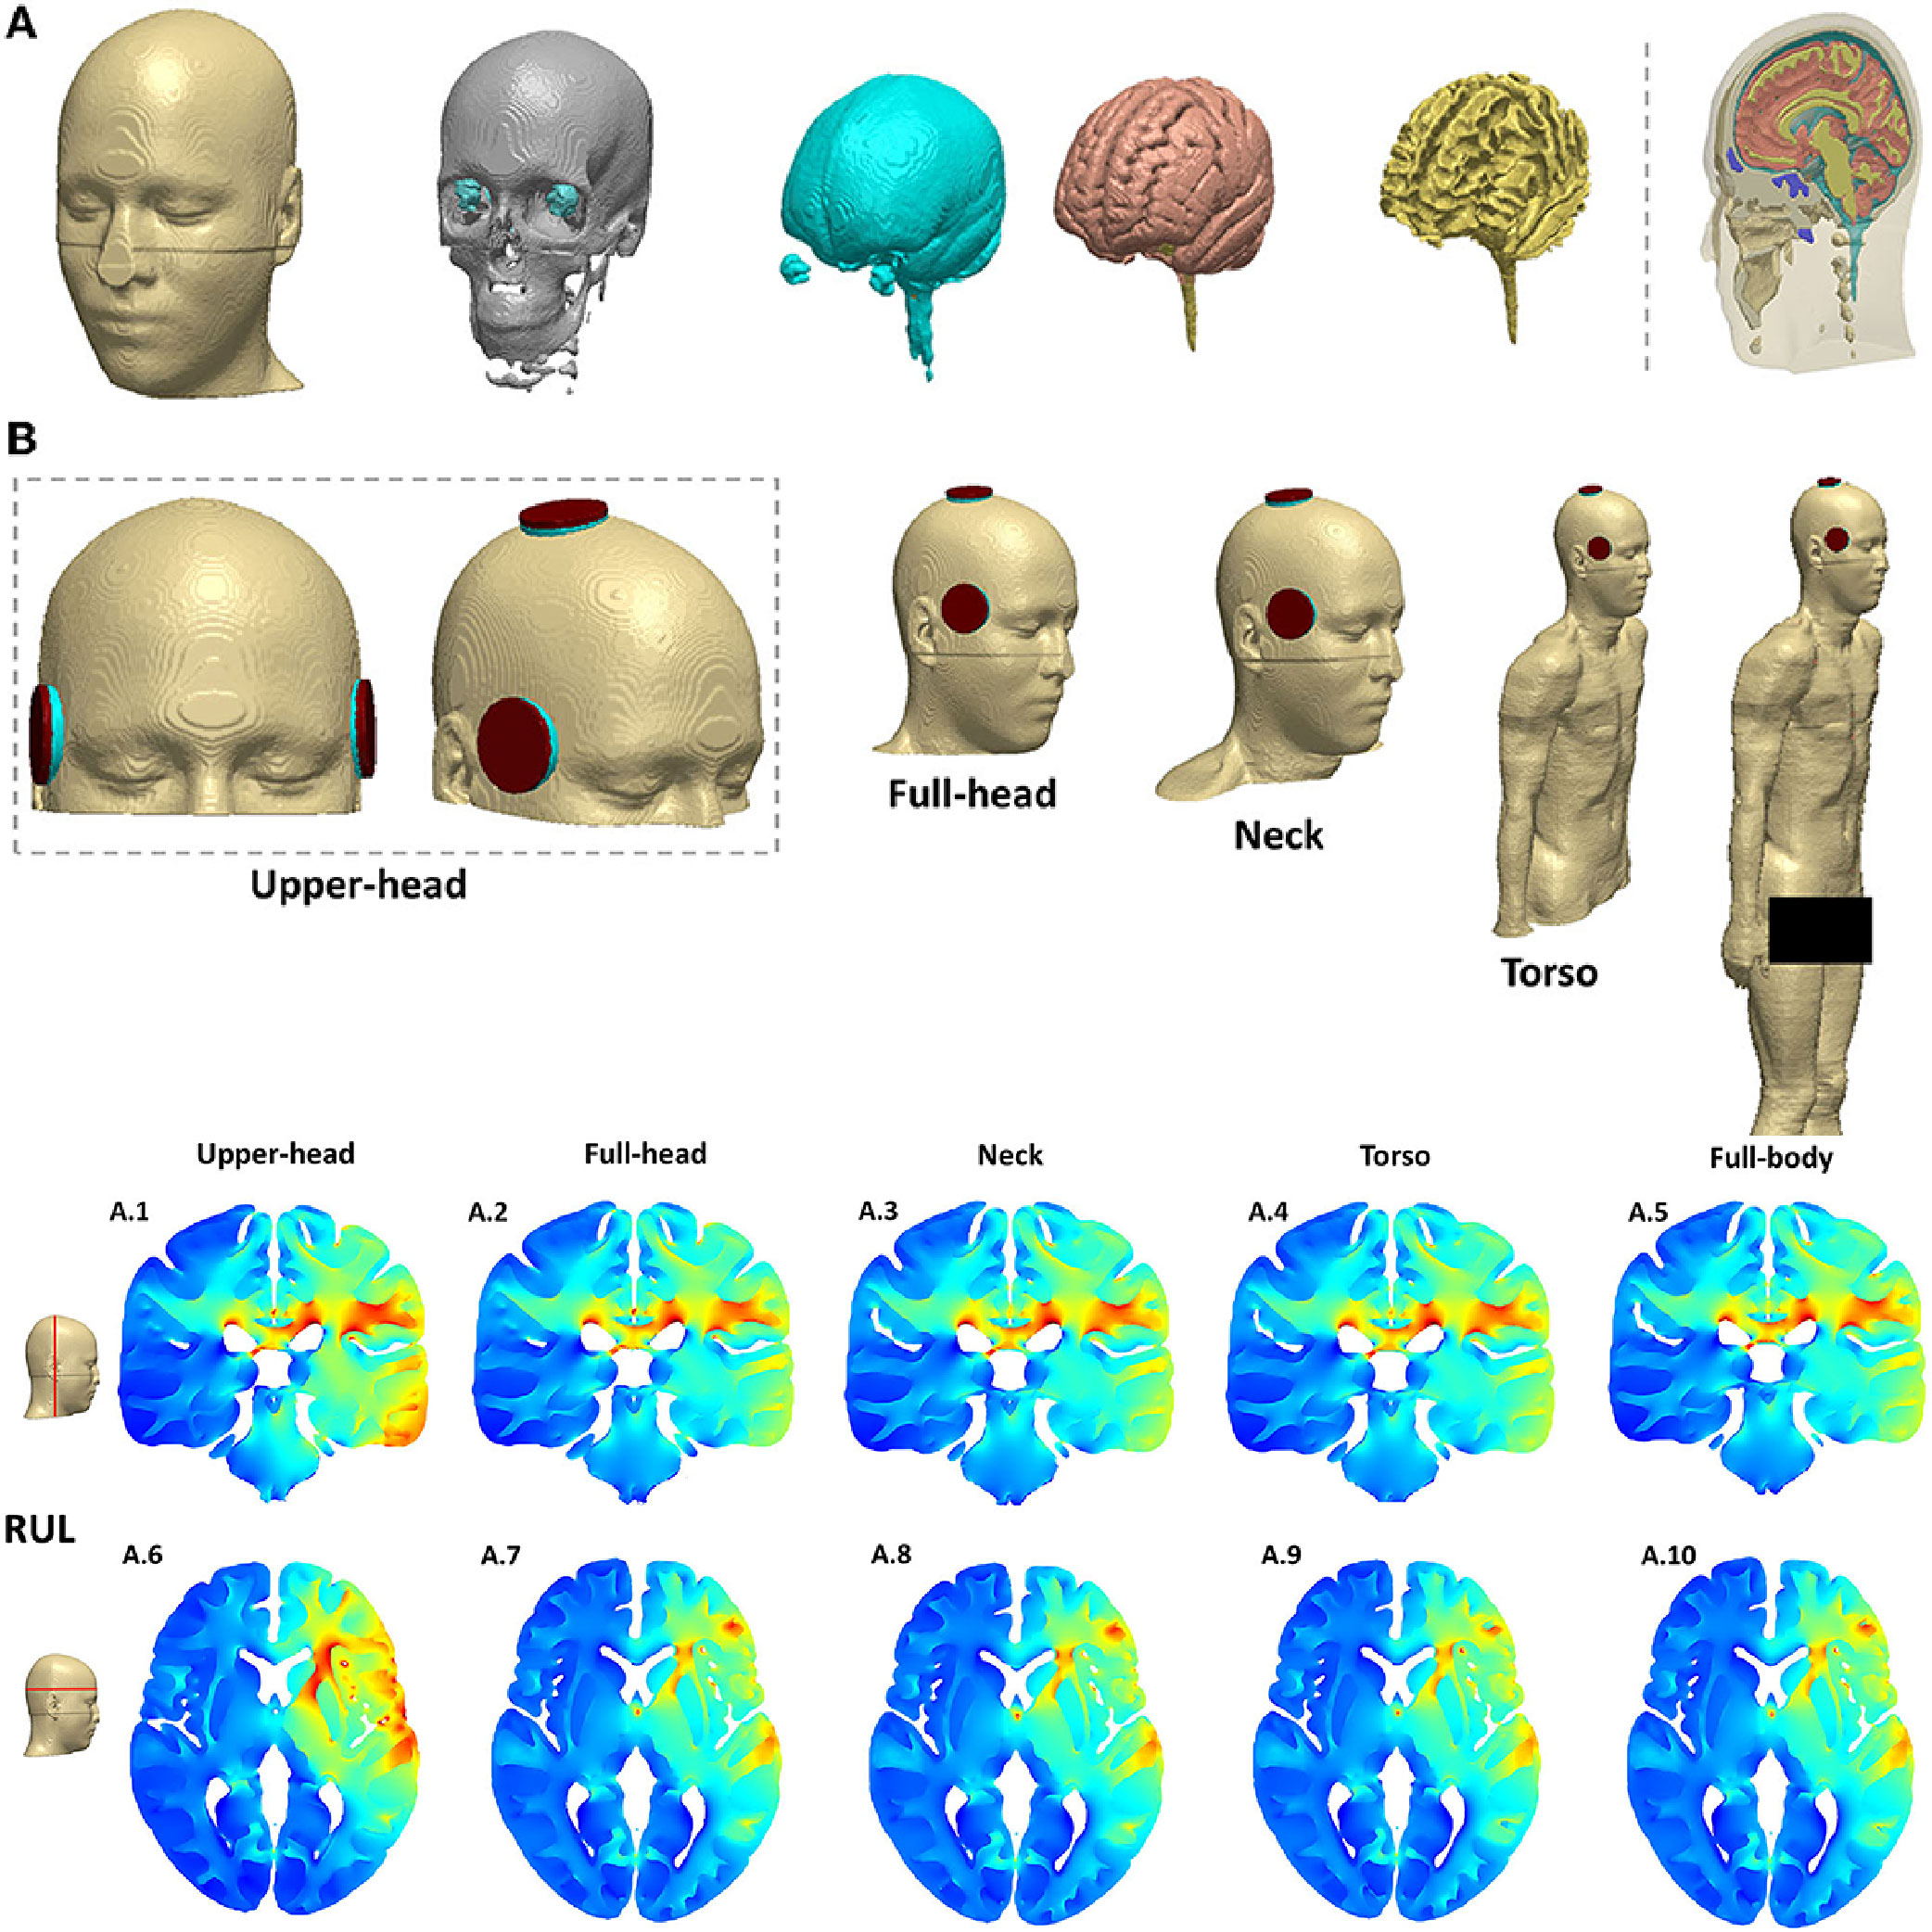 A
B
Upper-head
Full-head
Neck
Torso
Upper-head Full-head Neck Torso Full-body
A.1 A.2 A.3 A.4 A.5
RUL
A.6 A.7 A.8 A.9 A.10